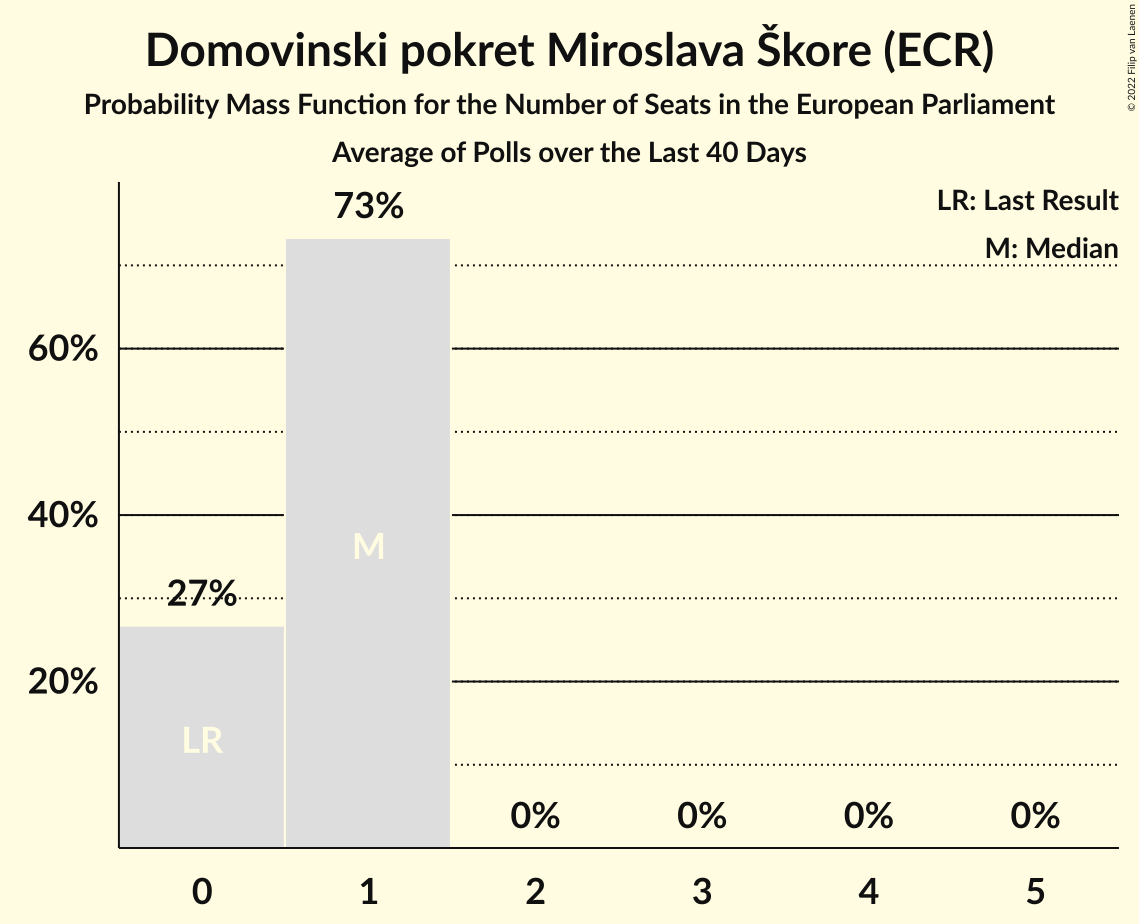 Domovinski pokret Miroslava Škore (ECR)
Probability Mass Function for the Number of Seats in the European Parliament
Average of Polls over the Last 40 Days
© 2022 Filip van Laenen
LR: Last Result
M: Median
73%
60%
40%
M
27%
20%
LR
0% 0% 0% 0%
0 1 2 3 4 5